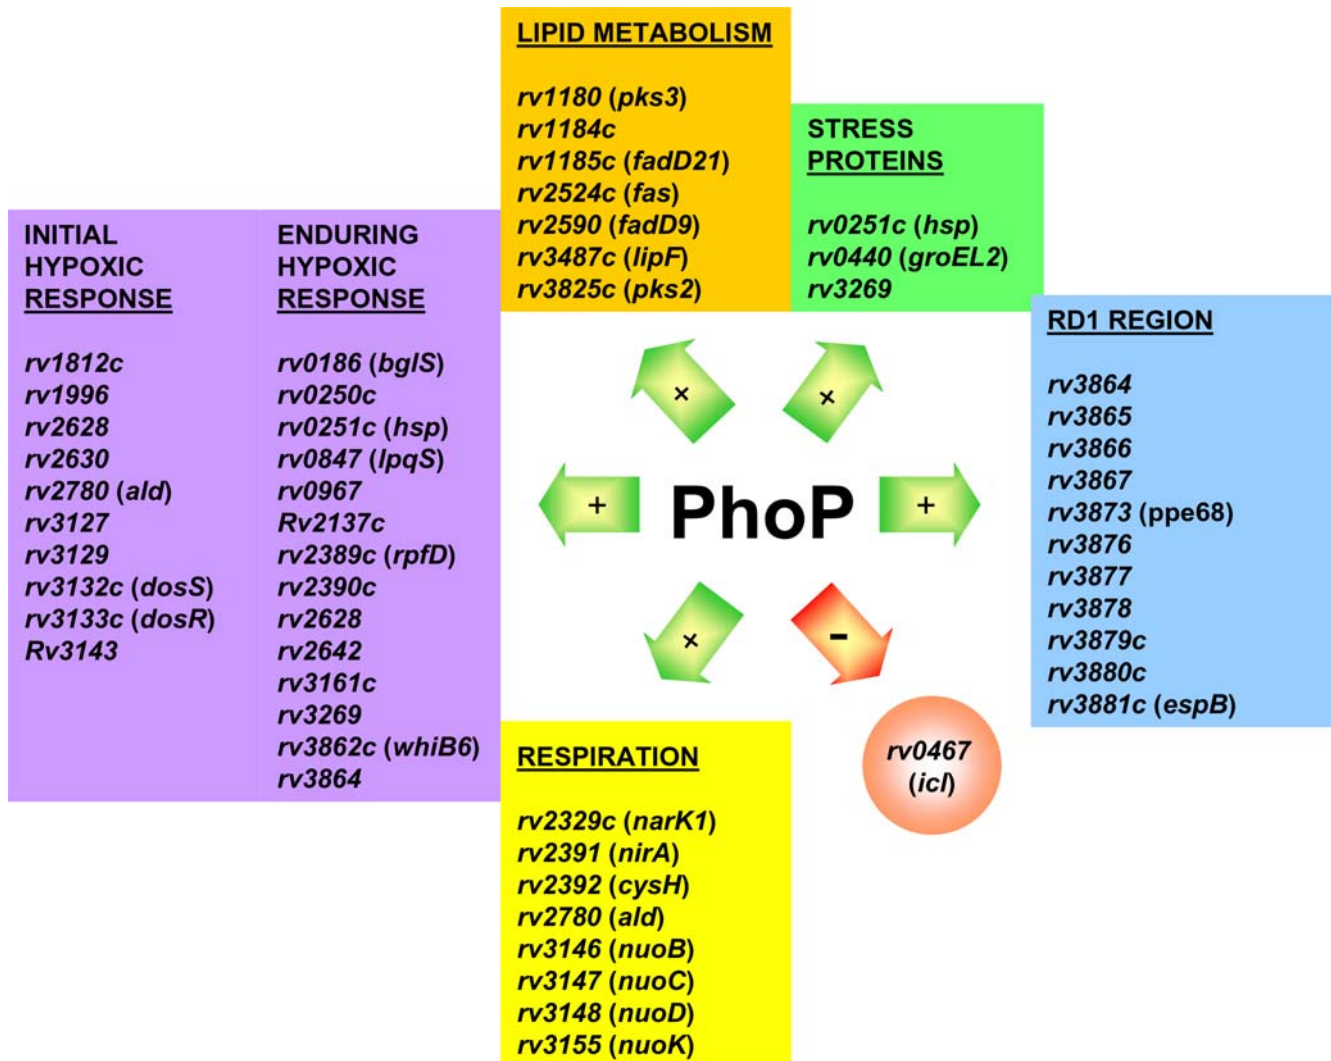 LIPID METABOLISM
rv1180 (pks3)
rv1184c
rv1185c (fadD21)
rv2524c (fas)
rv2590 (fadD9)
rv3487c (lipF)
rv3825c (pks2)
STRESS
PROTEINS
rv0251c (hsp)
rv0440 (groEL2)
rv3269
INITIAL
HYPOXIC
RESPONSE
rv1812c
rv1996
rv2628
rv2630
rv2780 (ald)
rv3127
rv3129
rv3132c (dosS)
rv3133c (dosR)
Rv3143
ENDURING
HYPOXIC
RESPONSE
rv0186 (bglS)
rv0250c
rv0251c (hsp)
rv0847 (lpqS)
rv0967
Rv2137c
rv2389c (rpfD)
rv2390c
rv2628
rv2642
rv3161c
rv3269
rv3862c (whiB6)
rv3864
RD1 REGION
rv3864
rv3865
rv3866
rv3867
rv3873 (ppe68)
rv3876
rv3877
rv3878
rv3879c
rv3880c
rv3881c (espB)
+
+
+
PhoP
+
+
-
rv0467
(icl)
RESPIRATION
rv2329c (narK1)
rv2391 (nirA)
rv2392 (cysH)
rv2780 (ald)
rv3146 (nuoB)
rv3147 (nuoC)
rv3148 (nuoD)
rv3155 (nuoK)